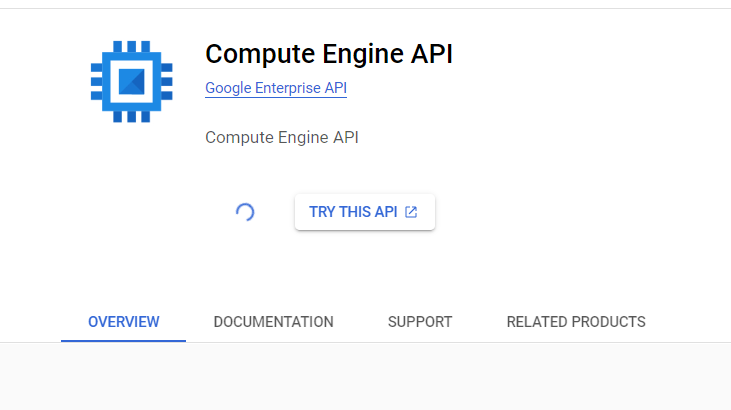 Compute Engine API
Google Enterprise API
Compute Engine API
TRY THIS API
OVERVIEW DOCUMENTATION SUPPORT RELATED PRODUCTS